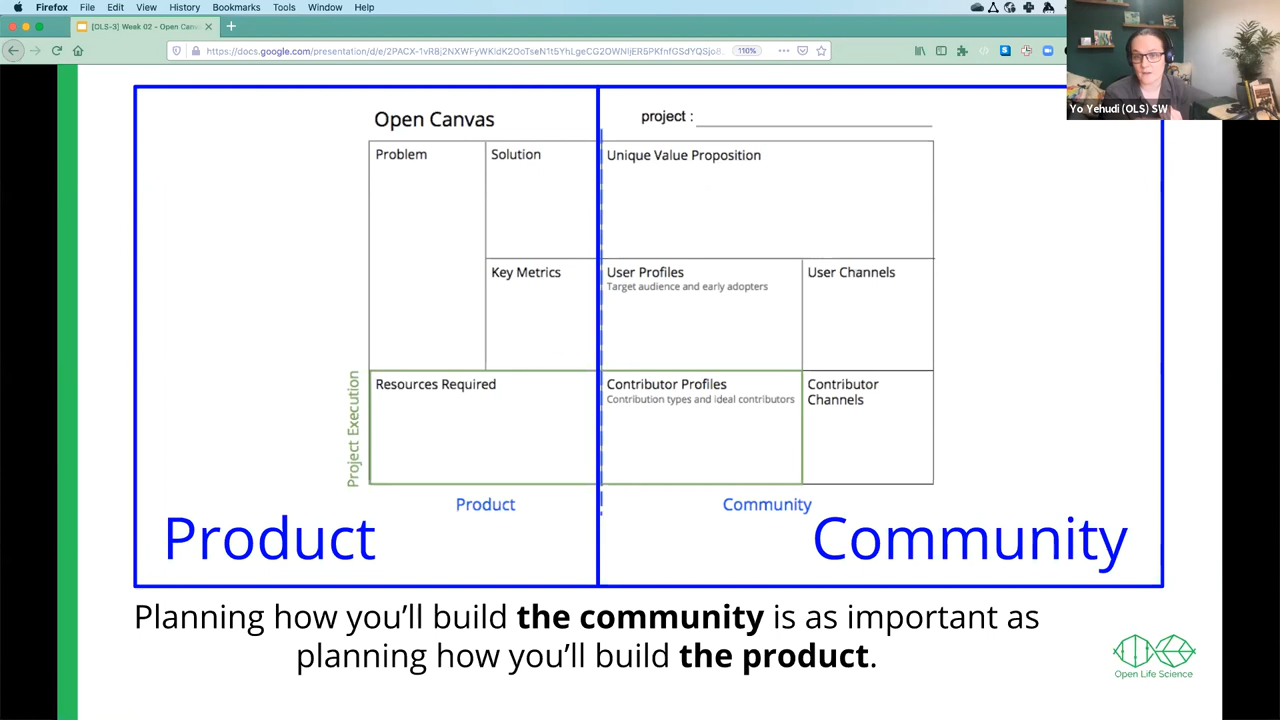 Firefox File Edit View History Bookmarks Tools Window Help
[OLS-3] Week 02 - Open Canv
110%
Yo Yehudi (OLS) SW
Open Canvas
project :
Problem
Solution
Unique Value Proposition
Key Metrics
User Profiles
Target audience and early adopters
User Channels
Project Execution
Resources Required
Contributor Profiles
Contribution types and ideal contributors
Contributor
Channels
Product
Community
Product
Community
Planning how you'll build the community is as important as
planning how you'll build the product.
Open Life Science